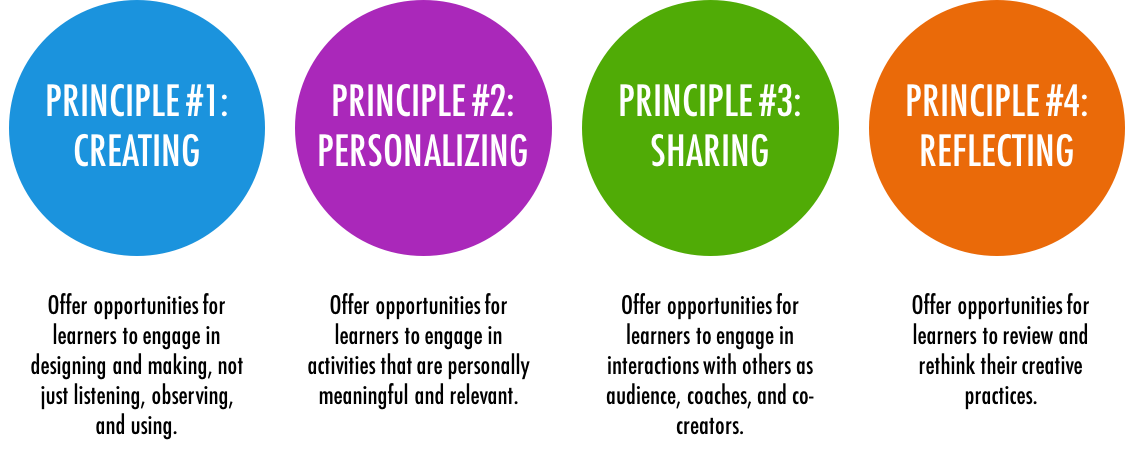 PRINCIPLE #1:
CREATING
Offer opportunities for
learners to engage in
designing and making, not
just listening, observing,
and using.
PRINCIPLE #2:
PERSONALIZING
Offer opportunities for
learners to engage in
activities that are personally
meaningful and relevant.
PRINCIPLE #3:
SHARING
Offer opportunities for
learners to engage in
interactions with others as
audience, coaches, and co-
creators.
PRINCIPLE #4:
REFLECTING
Offer opportunities for
learners to review and
rethink their creative
practices.